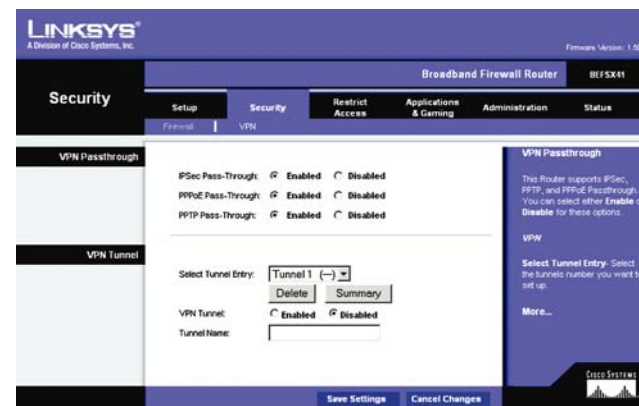 LINKSYS®
A Division of Cisco Systems, Inc.
Firmware Version: 1.50
Broadband Firewall Router BEFSX41
Security
Setup Security Restrict Access Applications & Gaming Administration Status
Firewall VPN
VPN Passthrough
IPSec Pass-Through: Enabled Disabled
PPPoE Pass-Through: Enabled Disabled
PPTP Pass-Through: Enabled Disabled
VPN Tunnel
Select Tunnel Entry: Tunnel 1 (—)
Delete Summary
VPN Tunnel: Enabled Disabled
Tunnel Name:
Save Settings Cancel Changes
VPN Passthrough
This Router supports IPSec,
PPTP, and PPPoE Passthrough.
You can select either Enable
Disable for these options.
VPN
Select Tunnel Entry- Select
the tunnels number you want
set up.
More...
CISCO SYSTEMS